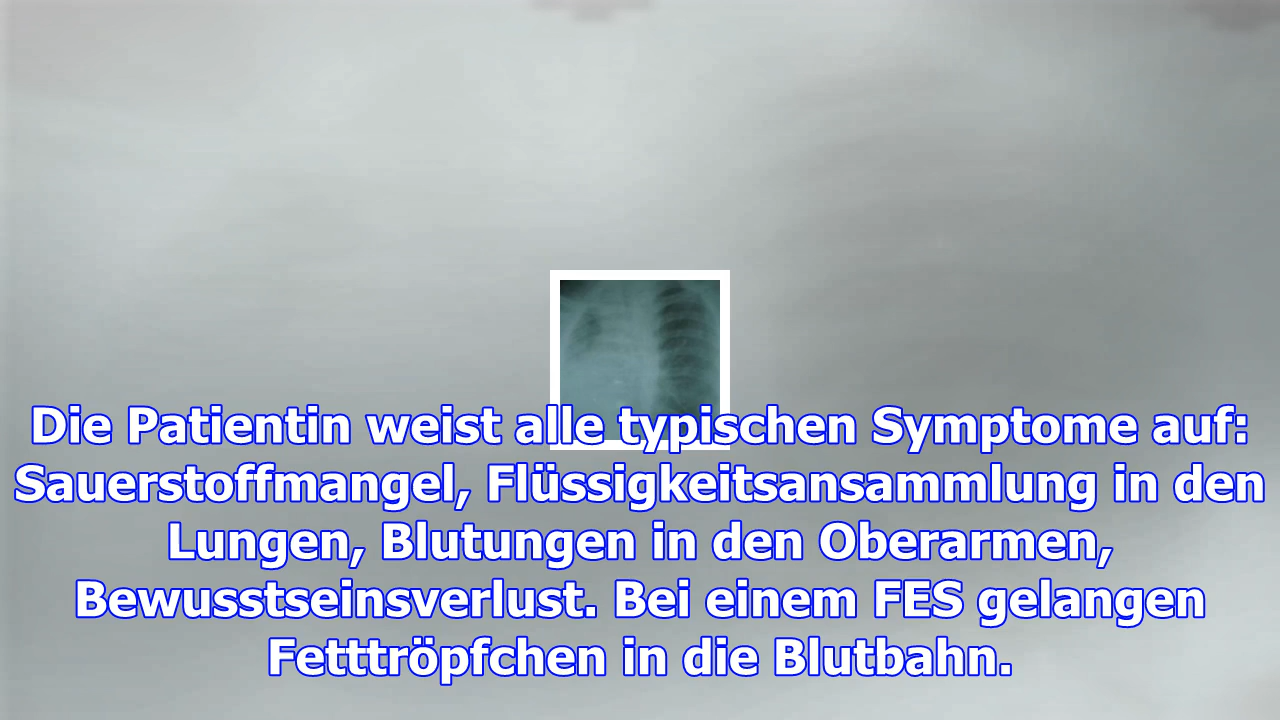 Die Patientin weist alle typischen Symptome auf:
Sauerstoffmangel, Flüssigkeitsansammlung in den
Lungen, Blutungen in den Oberarmen,
Bewusstseinsverlust. Bei einem FES gelangen
Fetttröpfchen in die Blutbahn.